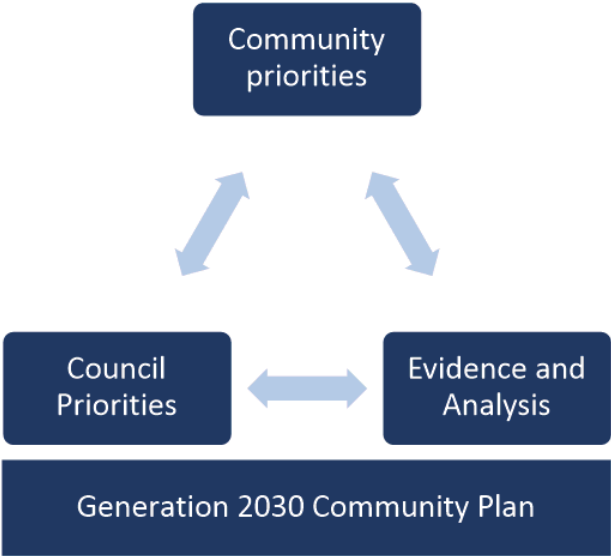 Community
priorities
Council
Priorities
Evidence and
Analysis
Generation 2030 Community Plan